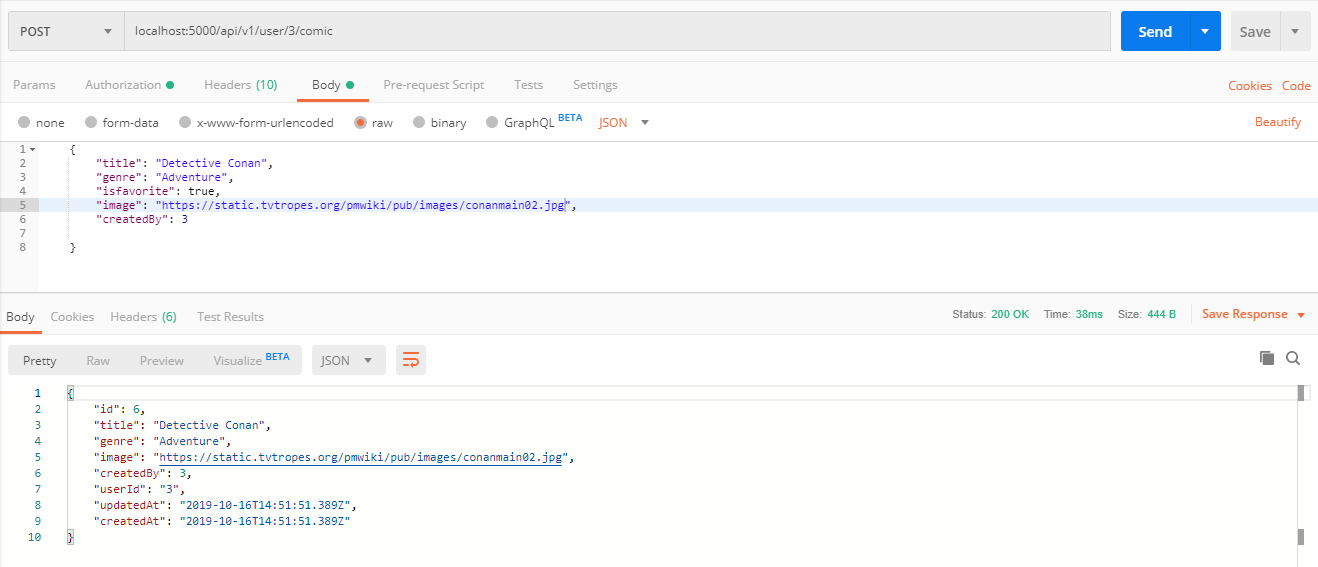 POST localhost:5000/api/v1/user/3/comic Send Save
Params Authorization Headers (10) Body Pre-request Script Tests Settings Cookies Code
none form-data x-www-form-urlencoded raw binary GraphQL BETA JSON Beautify
1 {
2 "title": "Detective Conan",
3 "genre": "Adventure",
4 "isfavorite": true,
5 "image": "https://static.tvtropes.org/pmwiki/pub/images/conanmain02.jpg",
6 "createdBy": 3
7
8 }
Body Cookies Headers (6) Test Results Status: 200 OK Time: 38ms Size: 444 B Save Response
Pretty Raw Preview Visualize BETA JSON
1 {
2 "id": 6,
3 "title": "Detective Conan",
4 "genre": "Adventure",
5 "image": "https://static.tvtropes.org/pmwiki/pub/images/conanmain02.jpg",
6 "createdBy": 3,
7 "userId": "3",
8 "updatedAt": "2019-10-16T14:51:51.389Z",
9 "createdAt": "2019-10-16T14:51:51.389Z"
10 }